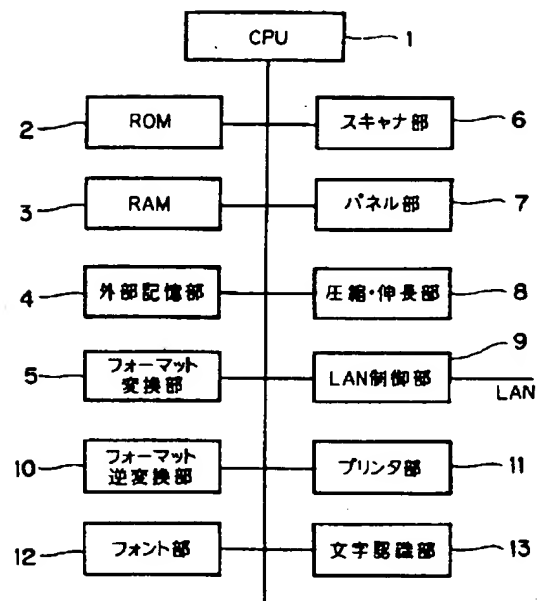 CPU
1
2
ROM
スキャナ部
6
3
RAM
パネル部
7
4
外部記憶部
圧縮・伸長部
8
5
フォーマット
変換部
LAN制御部
9
LAN
10
フォーマット
逆変換部
プリンタ部
11
12
フォント部
文字認識部
13